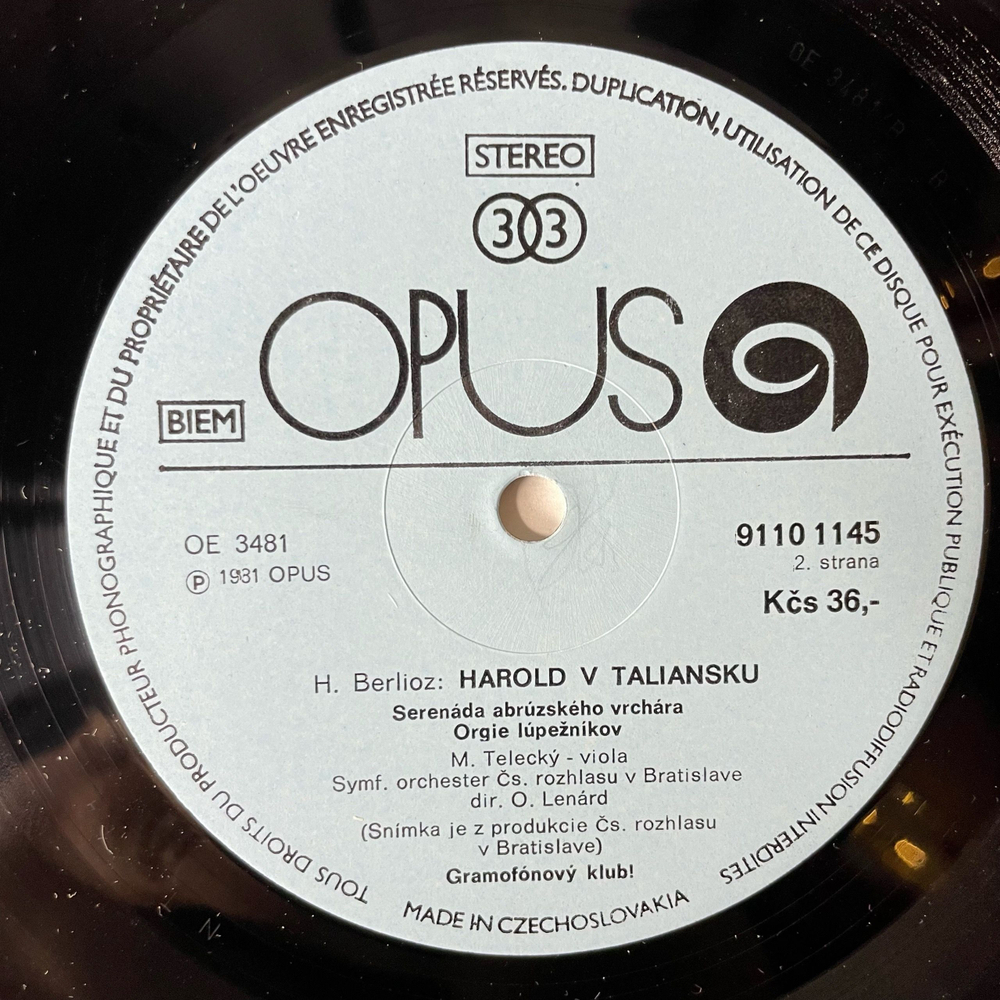 TOUS DROITS DU PRODUCTEUR PHONOGRAPHIQUE ET DU PROPRIÉTAIRE DE L'OEUVRE ENREGISTRÉE RÉSERVÉS. DUPLICATION, UTILISATION DE CE DISQUE POUR EXÉCUTION PUBLIQUE ET RADIODIFFUSION INTERDITES
STEREO
33
OPUS
BIEM
OE 3481
Ⓟ 1981 OPUS
9110 1145
2. strana
Kčs 36,-
H. Berlioz: HAROLD V TALIANSKU
Serenáda abrúzskeho vrchára
Orgie lúpežníkov
M. Telecký - viola
Symf. orchester Čs. rozhlasu v Bratislave
dir. O. Lenárd
(Snímka je z produkcie Čs. rozhlasu
v Bratislave)
Gramofónový klub!
MADE IN CZECHOSLOVAKIA